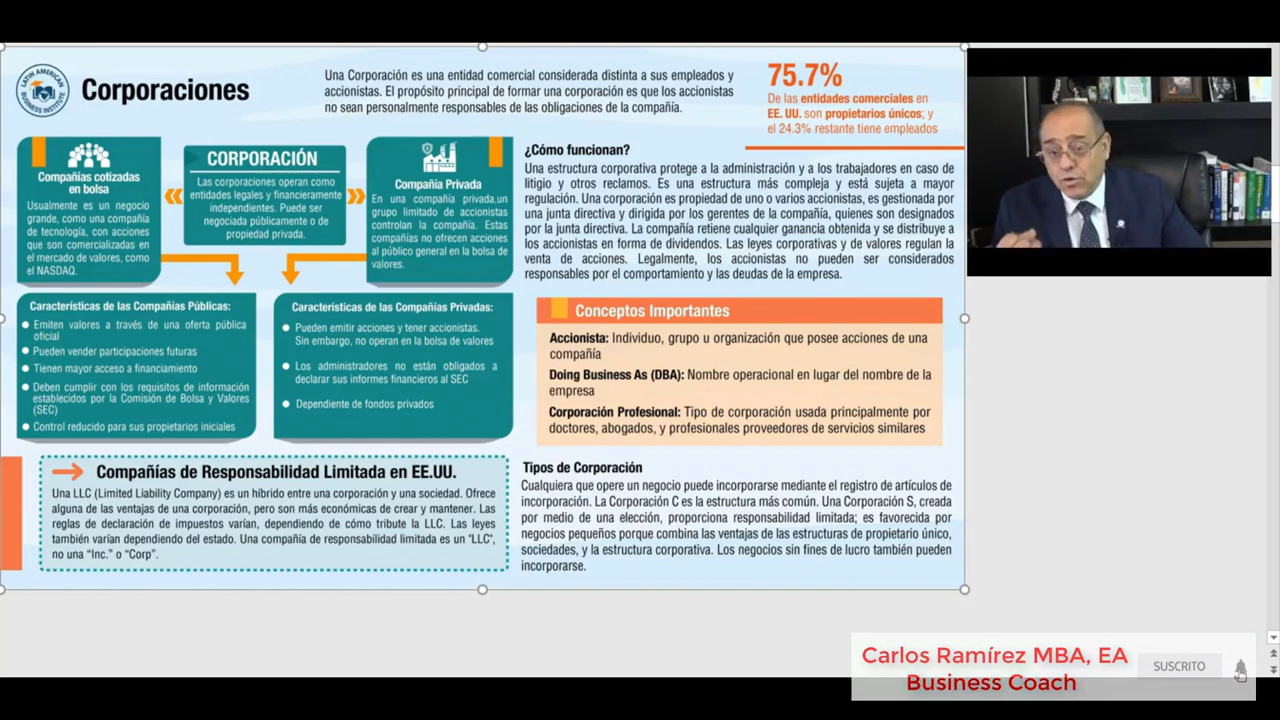 LATIN AMERICAN
BUSINESS INSTITUTE
Corporaciones
Una Corporación es una entidad comercial considerada distinta a sus empleados y
accionistas. El propósito principal de formar una corporación es que los accionistas
no sean personalmente responsables de las obligaciones de la compañía.
75.7%
De las entidades comerciales en
EE. UU. son propietarios únicos; y
el 24.3% restante tiene empleados
Compañías cotizadas
en bolsa
Usualmente es un negocio
grande, como una compañía
de tecnología, con acciones
que son comercializadas en
el mercado de valores, como
el NASDAQ.
CORPORACIÓN
Las corporaciones operan como
entidades legales y financieramente
independientes. Puede ser
negociada públicamente o de
propiedad privada.
Compañía Privada
En una compañía privada,un
grupo limitado de accionistas
controlan la compañía. Estas
compañías no ofrecen acciones
al público general en la bolsa de
valores.
¿Cómo funcionan?
Una estructura corporativa protege a la administración y a los trabajadores en caso de
litigio y otros reclamos. Es una estructura más compleja y está sujeta a mayor
regulación. Una corporación es propiedad de uno o varios accionistas, es gestionada por
una junta directiva y dirigida por los gerentes de la compañía, quienes son designados
por la junta directiva. La compañía retiene cualquier ganancia obtenida y se distribuye a
los accionistas en forma de dividendos. Las leyes corporativas y de valores regulan la
venta de acciones. Legalmente, los accionistas no pueden ser considerados
responsables por el comportamiento y las deudas de la empresa.
Características de las Compañías Públicas:
Emiten valores a través de una oferta pública
oficial
Pueden vender participaciones futuras
Tienen mayor acceso a financiamiento
Deben cumplir con los requisitos de información
establecidos por la Comisión de Bolsa y Valores
(SEC)
Control reducido para sus propietarios iniciales
Características de las Compañías Privadas:
Pueden emitir acciones y tener accionistas.
Sin embargo, no operan en la bolsa de valores
Los administradores no están obligados a
declarar sus informes financieros al SEC
Dependiente de fondos privados
Conceptos Importantes
Accionista: Individuo, grupo u organización que posee acciones de una
compañía
Doing Business As (DBA): Nombre operacional en lugar del nombre de la
empresa
Corporación Profesional: Tipo de corporación usada principalmente por
doctores, abogados, y profesionales proveedores de servicios similares
Compañías de Responsabilidad Limitada en EE.UU.
Una LLC (Limited Liability Company) es un híbrido entre una corporación y una sociedad. Ofrece
alguna de las ventajas de una corporación, pero son más económicas de crear y mantener. Las
reglas de declaración de impuestos varían, dependiendo de cómo tribute la LLC. Las leyes
también varían dependiendo del estado. Una compañía de responsabilidad limitada es un "LLC",
no una “Inc.” o “Corp”.
Tipos de Corporación
Cualquiera que opere un negocio puede incorporarse mediante el registro de artículos de
incorporación. La Corporación C es la estructura más común. Una Corporación S, creada
por medio de una elección, proporciona responsabilidad limitada; es favorecida por
negocios pequeños porque combina las ventajas de las estructuras de propietario único,
sociedades, y la estructura corporativa. Los negocios sin fines de lucro también pueden
incorporarse.
Carlos Ramírez MBA, EA
Business Coach
SUSCRITO